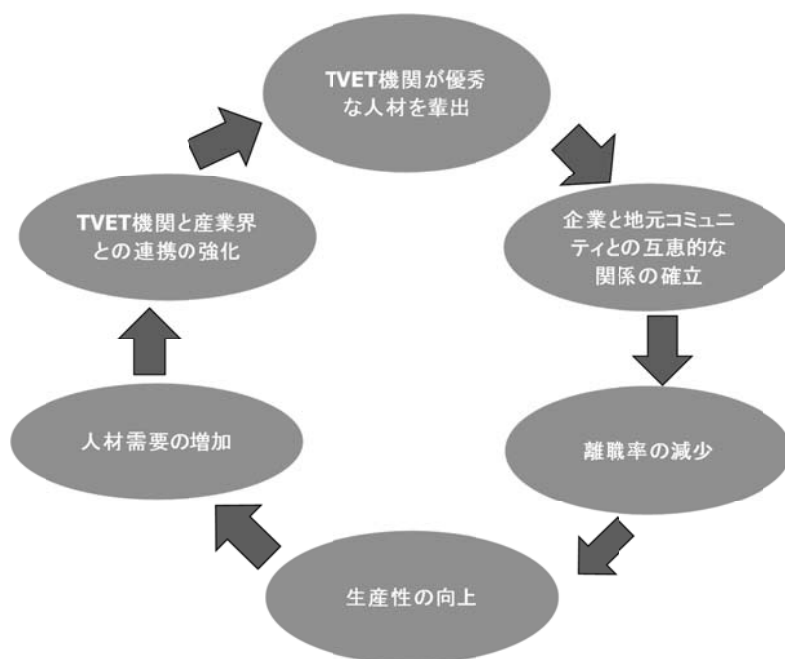 TVET機関が優秀
な人材を輩出
企業と地元コミュニ
ティとの互恵的な
関係の確立
離職率の減少
生産性の向上
人材需要の増加
TVET機関と産業界
との連携の強化